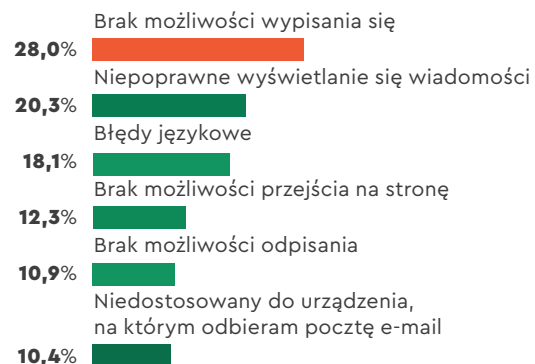 Brak możliwości wypisania się
28,0%
Niepoprawne wyświetlanie się wiadomości
20,3%
Błędy językowe
18,1%
Brak możliwości przejścia na stronę
12,3%
Brak możliwości odpisania
10,9%
Niedostosowany do urządzenia,
na którym odbieram pocztę e-mail
10,4%